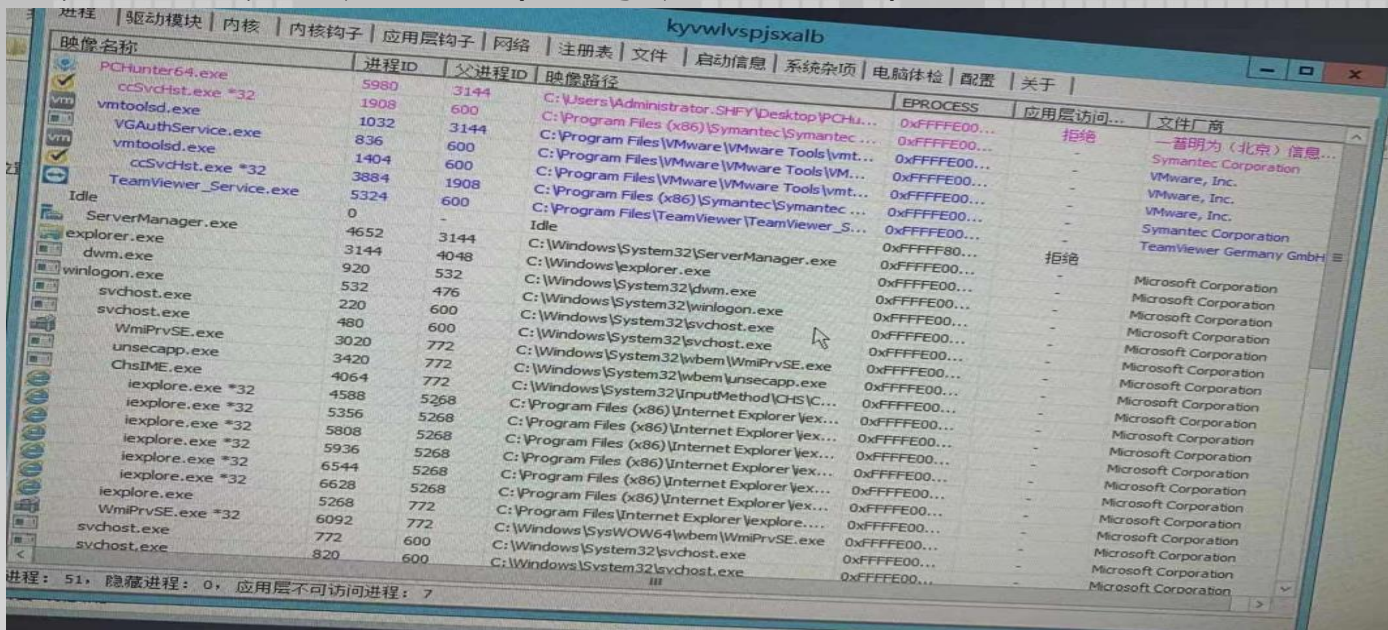 kyvwlvspjsxalb
进程 | 驱动模块 | 内核 | 内核钩子 | 应用层钩子 | 网络 | 注册表 | 文件 | 启动信息 | 系统杂项 | 电脑体检 | 配置 | 关于
映像名称 进程ID 父进程ID 映像路径 EPROCESS 应用层访问... 文件厂商
PCHunter64.exe 5980 3144 C:\Users\Administrator.SHFY\Desktop\PCHu... 0xFFFFE00... 拒绝 一普明为（北京）信息...
ccSvcHst.exe *32 1908 600 C:\Program Files (x86)\Symantec\Symantec ... 0xFFFFE00... - Symantec Corporation
vmtoolsd.exe 1032 3144 C:\Program Files\VMware\VMware Tools\vmt... 0xFFFFE00... - VMware, Inc.
VGAuthService.exe 836 600 C:\Program Files\VMware\VMware Tools\VM... 0xFFFFE00... - VMware, Inc.
vmtoolsd.exe 1404 600 C:\Program Files\VMware\VMware Tools\vmt... 0xFFFFE00... - VMware, Inc.
ccSvcHst.exe *32 3884 1908 C:\Program Files (x86)\Symantec\Symantec ... 0xFFFFE00... - Symantec Corporation
TeamViewer_Service.exe 5324 600 C:\Program Files\TeamViewer\TeamViewer_S... 0xFFFFE00... - TeamViewer Germany GmbH
Idle 0 - Idle 0xFFFFF80... 拒绝
ServerManager.exe 4652 3144 C:\Windows\System32\ServerManager.exe 0xFFFFE00... - Microsoft Corporation
explorer.exe 3144 4048 C:\Windows\explorer.exe 0xFFFFE00... - Microsoft Corporation
dwm.exe 920 532 C:\Windows\System32\dwm.exe 0xFFFFE00... - Microsoft Corporation
winlogon.exe 532 476 C:\Windows\System32\winlogon.exe 0xFFFFE00... - Microsoft Corporation
svchost.exe 220 600 C:\Windows\System32\svchost.exe 0xFFFFE00... - Microsoft Corporation
svchost.exe 480 600 C:\Windows\System32\svchost.exe 0xFFFFE00... - Microsoft Corporation
WmiPrvSE.exe 3020 772 C:\Windows\System32\wbem\WmiPrvSE.exe 0xFFFFE00... - Microsoft Corporation
unsecapp.exe 3420 772 C:\Windows\System32\wbem\unsecapp.exe 0xFFFFE00... - Microsoft Corporation
ChsIME.exe 4064 772 C:\Windows\System32\InputMethod\CHS\C... 0xFFFFE00... - Microsoft Corporation
iexplore.exe *32 4588 5268 C:\Program Files (x86)\Internet Explorer\iex... 0xFFFFE00... - Microsoft Corporation
iexplore.exe *32 5356 5268 C:\Program Files (x86)\Internet Explorer\iex... 0xFFFFE00... - Microsoft Corporation
iexplore.exe *32 5808 5268 C:\Program Files (x86)\Internet Explorer\iex... 0xFFFFE00... - Microsoft Corporation
iexplore.exe *32 5936 5268 C:\Program Files (x86)\Internet Explorer\iex... 0xFFFFE00... - Microsoft Corporation
iexplore.exe *32 6544 5268 C:\Program Files (x86)\Internet Explorer\iex... 0xFFFFE00... - Microsoft Corporation
iexplore.exe *32 6628 5268 C:\Program Files (x86)\Internet Explorer\iex... 0xFFFFE00... - Microsoft Corporation
iexplore.exe 5268 772 C:\Program Files\Internet Explorer\iexplore.... 0xFFFFE00... - Microsoft Corporation
WmiPrvSE.exe *32 6092 772 C:\Windows\SysWOW64\wbem\WmiPrvSE.exe 0xFFFFE00... - Microsoft Corporation
svchost.exe 772 600 C:\Windows\System32\svchost.exe 0xFFFFE00... - Microsoft Corporation
svchost.exe 820 600 C:\Windows\System32\svchost.exe 0xFFFFE00... - Microsoft Corporation
进程: 51, 隐藏进程: 0, 应用层不可访问进程: 7